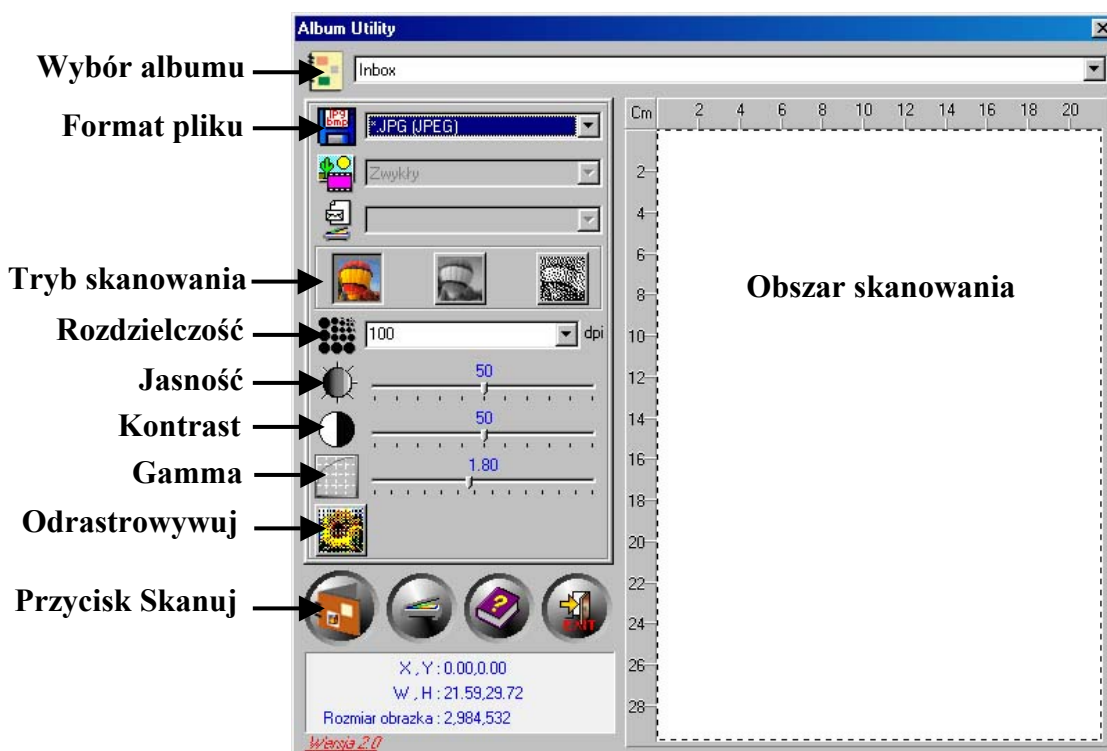 Album Utility
Wybór albumu
Inbox
Format pliku
JPG bmp
*.JPG (JPEG)
Cm 2 4 6 8 10 12 14 16 18 20
Zwykły
2
4
6
Tryb skanowania
8
Obszar skanowania
Rozdzielczość
100 dpi
10
Jasność
50
12
Kontrast
50
14
Gamma
1.80
16
18
Odrastrowywuj
20
22
Przycisk Skanuj
?
EXIT
24
26
28
X , Y : 0.00,0.00
W , H : 21.59,29.72
Rozmiar obrazka : 2,984,532
Wersja 2.0